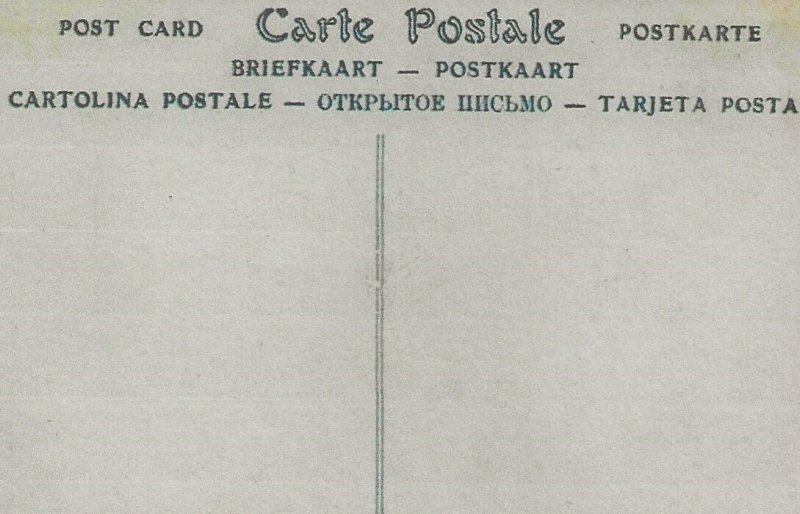 POST CARD Carte Postale POSTKARTE
BRIEFKAART — POSTKAART
CARTOLINA POSTALE — ОТКРЫТОЕ ПИСЬМО — TARJETA POSTA